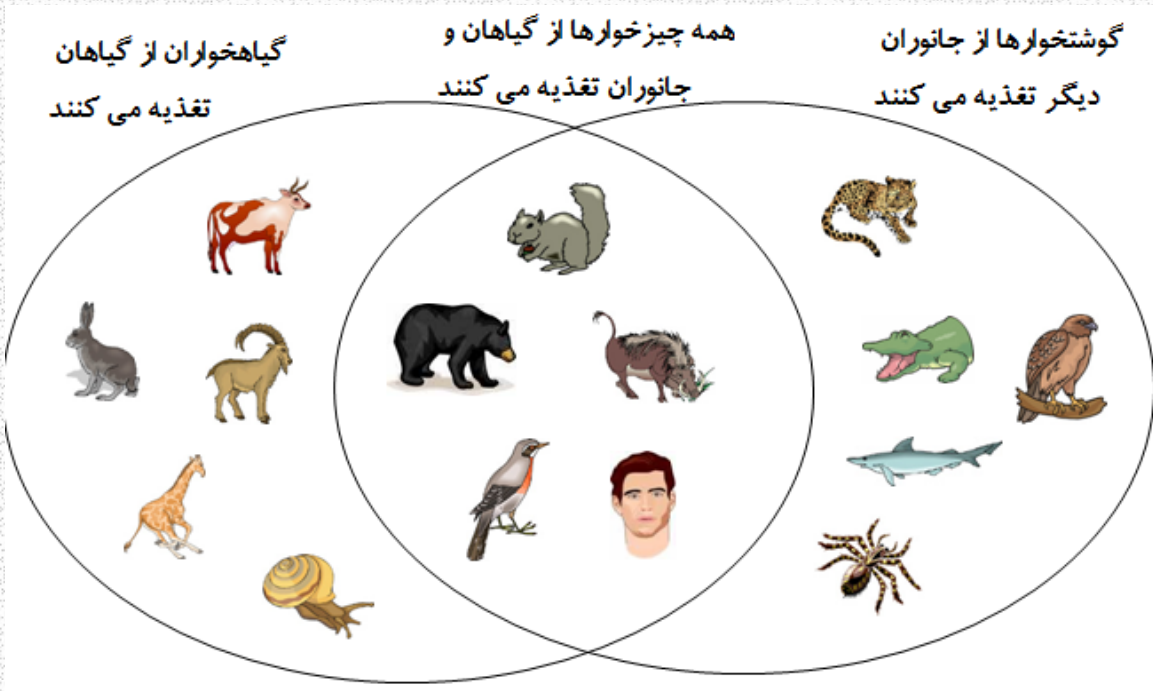 گوشتخوارها از جانوران
دیگر تغذیه می کنند
همه چیزخوارها از گیاهان و
جانوران تغذیه می کنند
گیاهخواران از گیاهان
تغذیه می کنند